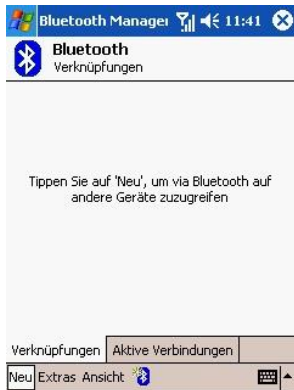 Bluetooth Manager 11:41
Bluetooth
Verknüpfungen
Tippen Sie auf 'Neu', um via Bluetooth auf
andere Geräte zuzugreifen
Verknüpfungen Aktive Verbindungen
Neu Extras Ansicht